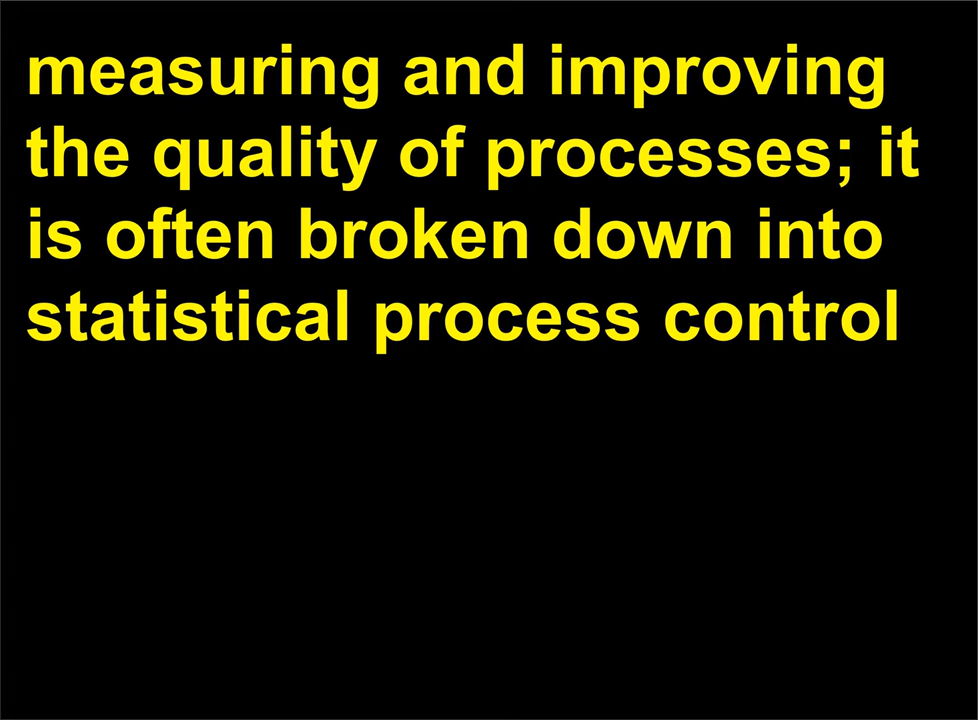 measuring and improving
the quality of processes; it
is often broken down into
statistical process control